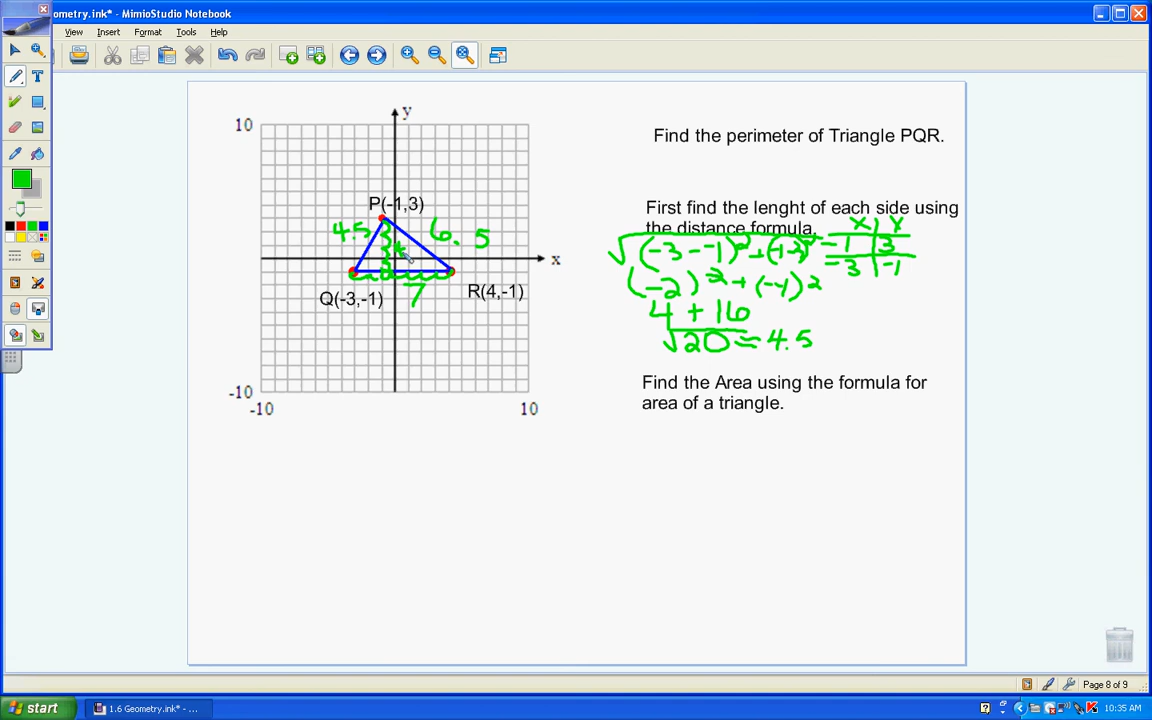 eometry.ink* - MimioStudio Notebook
View Insert Format Tools Help
10
y
P(-1,3)
4.5
6.5
x
7
Q(-3,-1)
R(4,-1)
-10
-10
10
Find the perimeter of Triangle PQR.
First find the lenght of each side using
the distance formula.
x y
-1 3
-3 -1
(-2)² + (-4)²
4 + 16
√20 ≈ 4.5
Find the Area using the formula for
area of a triangle.
Page 8 of 9
start
1.6 Geometry.ink* - ...
10:35 AM